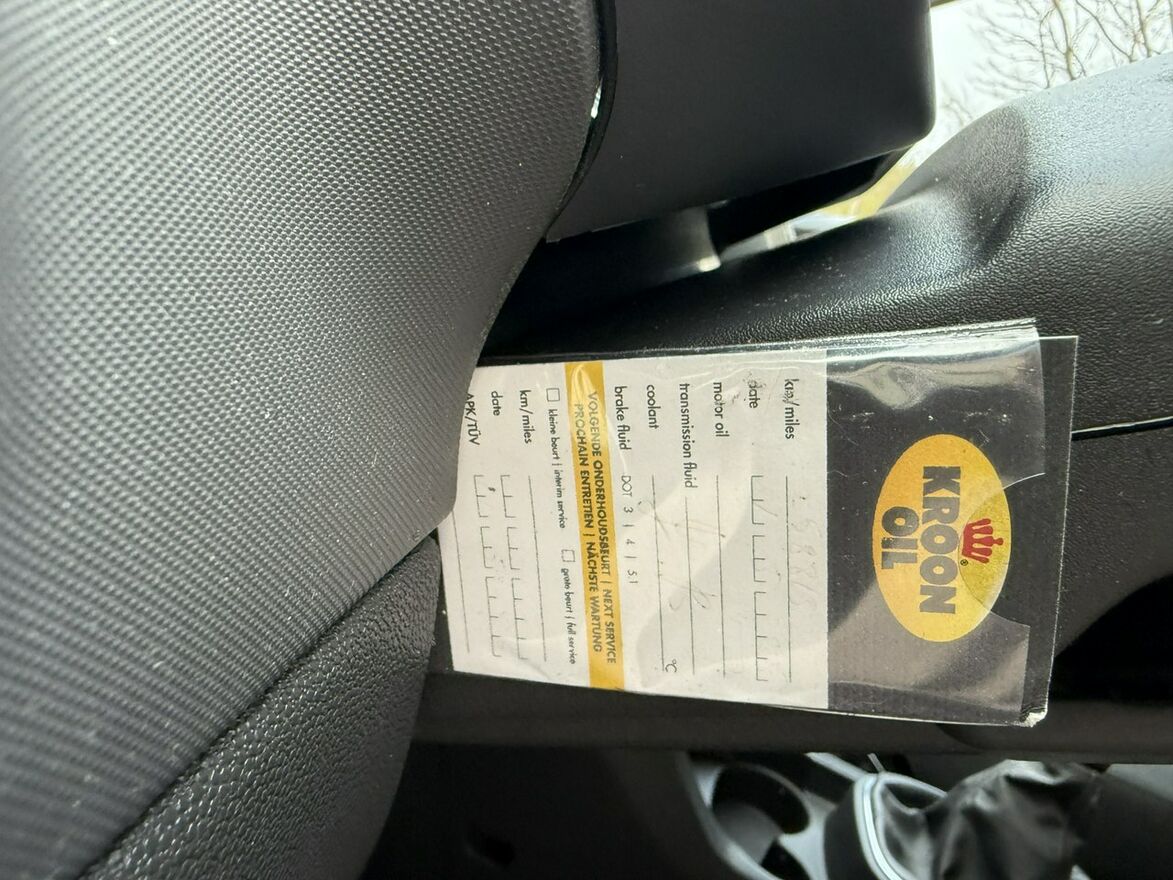 KROON
OIL
®
km/miles
date
motor oil
transmission fluid
coolant °C
brake fluid DOT 3 | 4 | 5.1
VOLGENDE ONDERHOUDSBEURT | NEXT SERVICE
PROCHAIN ENTRETIEN | NÄCHSTE WARTUNG
kleine beurt | interim service grote beurt | full service
km/miles
date
APK/TÜV